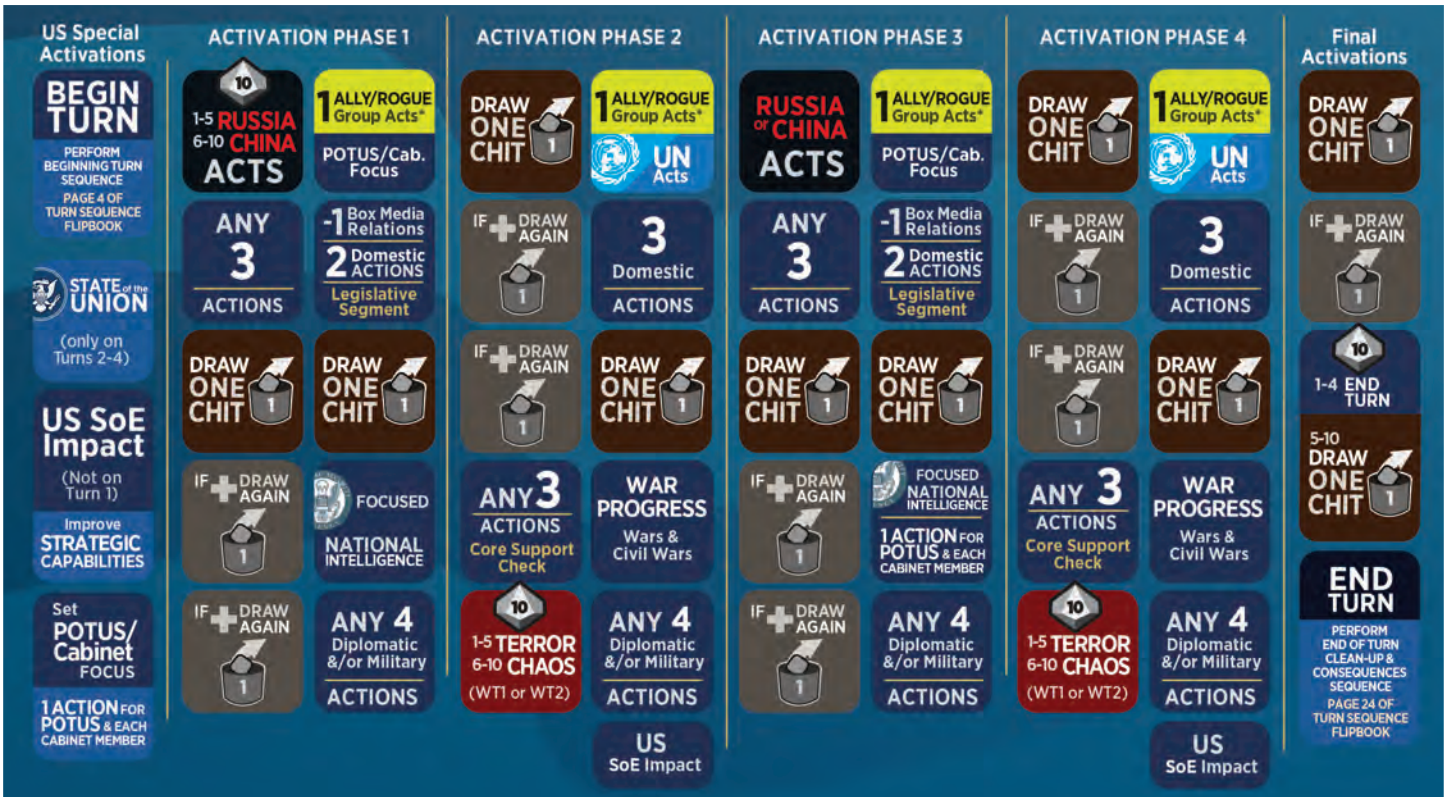 US Special
Activations
BEGIN
TURN
PERFORM
BEGINNING TURN
SEQUENCE
PAGE 4 OF
TURN SEQUENCE
FLIPBOOK
STATE of the
UNION
(only on
Turns 2-4)
US SoE
Impact
(Not on
Turn 1)
Improve
STRATEGIC
CAPABILITIES
Set
POTUS/
Cabinet
FOCUS
1 ACTION FOR
POTUS & EACH
CABINET MEMBER
ACTIVATION PHASE 1
10
1-5 RUSSIA
6-10 CHINA
ACTS
ANY
3
ACTIONS
DRAW
ONE
CHIT
1
IF + DRAW
AGAIN
1
IF + DRAW
AGAIN
1
1 ALLY/ROGUE
Group Acts*
POTUS/Cab.
Focus
-1 Box Media
Relations
2 Domestic
ACTIONS
Legislative
Segment
DRAW
ONE
CHIT
1
FOCUSED
NATIONAL
INTELLIGENCE
ANY 4
Diplomatic
&/or Military
ACTIONS
ACTIVATION PHASE 2
DRAW
ONE
CHIT
1
IF + DRAW
AGAIN
1
IF + DRAW
AGAIN
1
ANY 3
ACTIONS
Core Support
Check
10
1-5 TERROR
6-10 CHAOS
(WT1 or WT2)
1 ALLY/ROGUE
Group Acts*
UN
Acts
3
Domestic
ACTIONS
DRAW
ONE
CHIT
1
WAR
PROGRESS
Wars &
Civil Wars
ANY 4
Diplomatic
&/or Military
ACTIONS
US
SoE Impact
ACTIVATION PHASE 3
RUSSIA
or CHINA
ACTS
ANY
3
ACTIONS
DRAW
ONE
CHIT
1
IF + DRAW
AGAIN
1
IF + DRAW
AGAIN
1
1 ALLY/ROGUE
Group Acts*
POTUS/Cab.
Focus
-1 Box Media
Relations
2 Domestic
ACTIONS
Legislative
Segment
DRAW
ONE
CHIT
1
FOCUSED
NATIONAL
INTELLIGENCE
1 ACTION FOR
POTUS & EACH
CABINET MEMBER
ANY 4
Diplomatic
&/or Military
ACTIONS
ACTIVATION PHASE 4
DRAW
ONE
CHIT
1
IF + DRAW
AGAIN
1
IF + DRAW
AGAIN
1
ANY 3
ACTIONS
Core Support
Check
10
1-5 TERROR
6-10 CHAOS
(WT1 or WT2)
1 ALLY/ROGUE
Group Acts*
UN
Acts
3
Domestic
ACTIONS
DRAW
ONE
CHIT
1
WAR
PROGRESS
Wars &
Civil Wars
ANY 4
Diplomatic
&/or Military
ACTIONS
US
SoE Impact
Final
Activations
DRAW
ONE
CHIT
1
IF + DRAW
AGAIN
1
10
1-4 END
TURN
5-10
DRAW
ONE
CHIT
1
END
TURN
PERFORM
END OF TURN
CLEAN-UP &
CONSEQUENCES
SEQUENCE
PAGE 24 OF
TURN SEQUENCE
FLIPBOOK